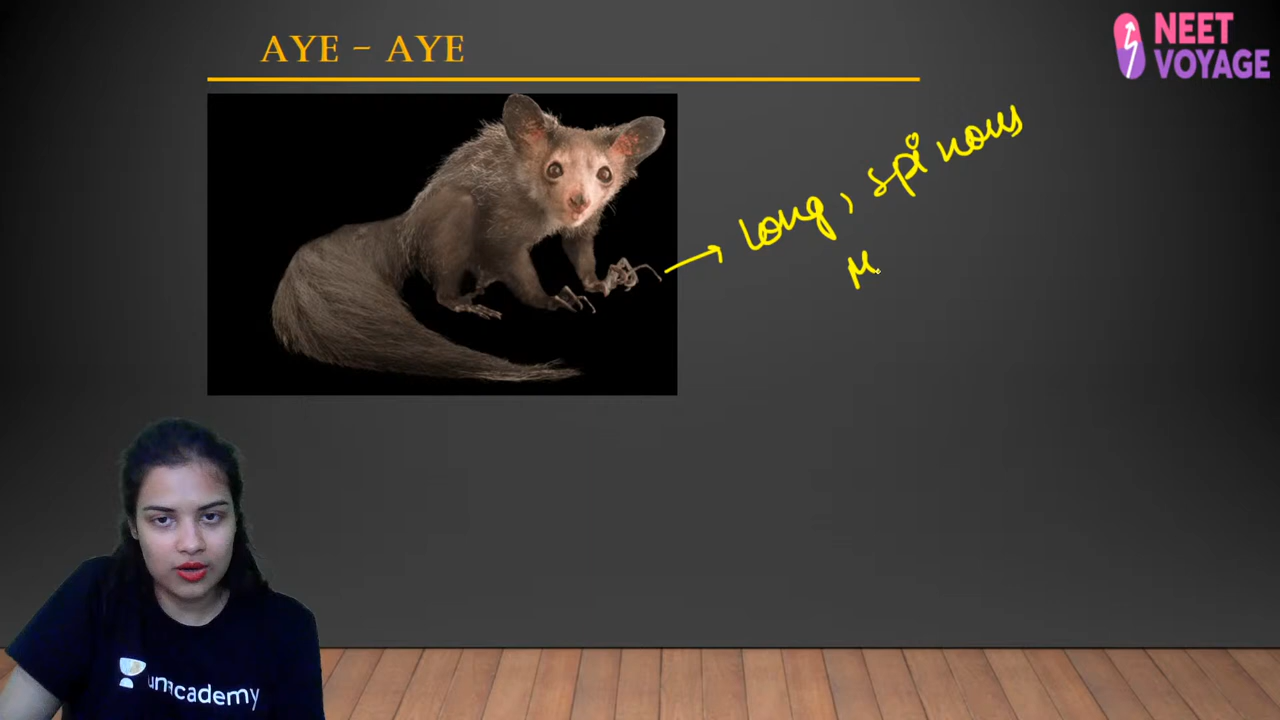 AYE - AYE
NEET
VOYAGE
long, spinous
M
unacademy